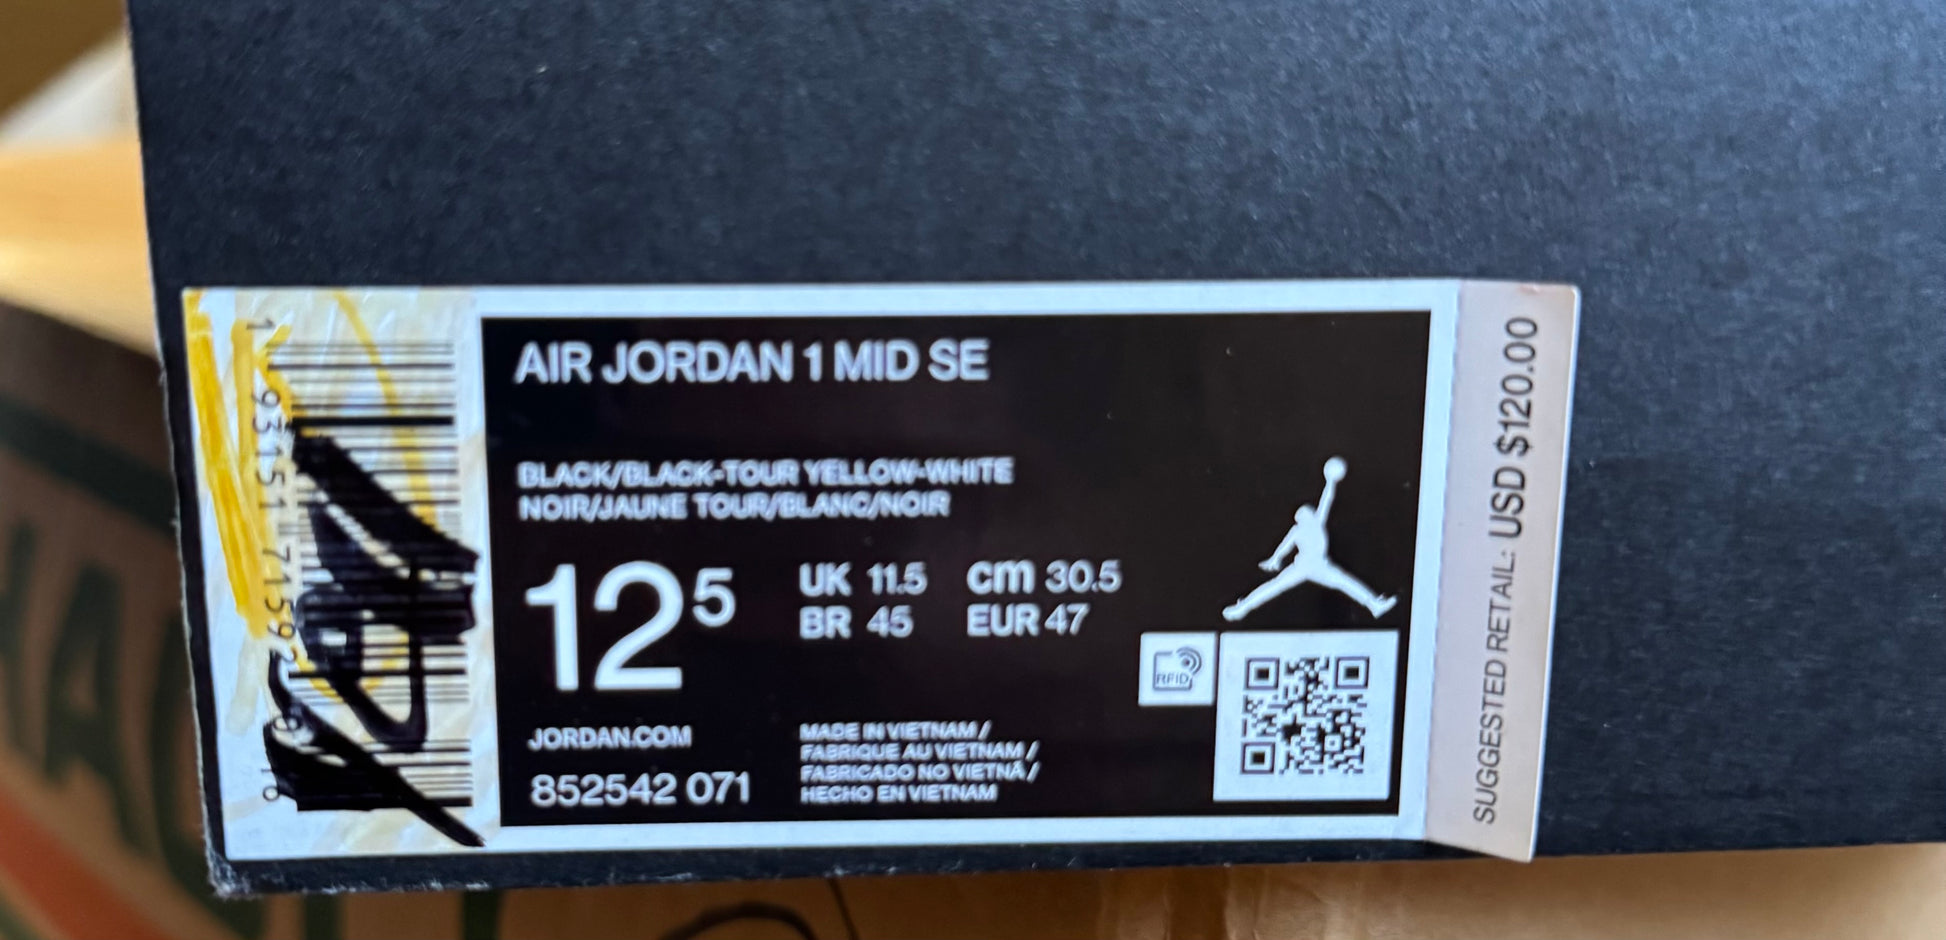 AIR JORDAN 1 MID SE
BLACK/BLACK-TOUR YELLOW-WHITE
NOIR/JAUNE TOUR/BLANC/NOIR
12 5
UK 11.5 cm 30.5
BR 45 EUR 47
RFID
JORDAN.COM
852542 071
MADE IN VIETNAM /
FABRIQUE AU VIETNAM /
FABRICADO NO VIETNÃ /
HECHO EN VIETNAM
SUGGESTED RETAIL: USD $120.00